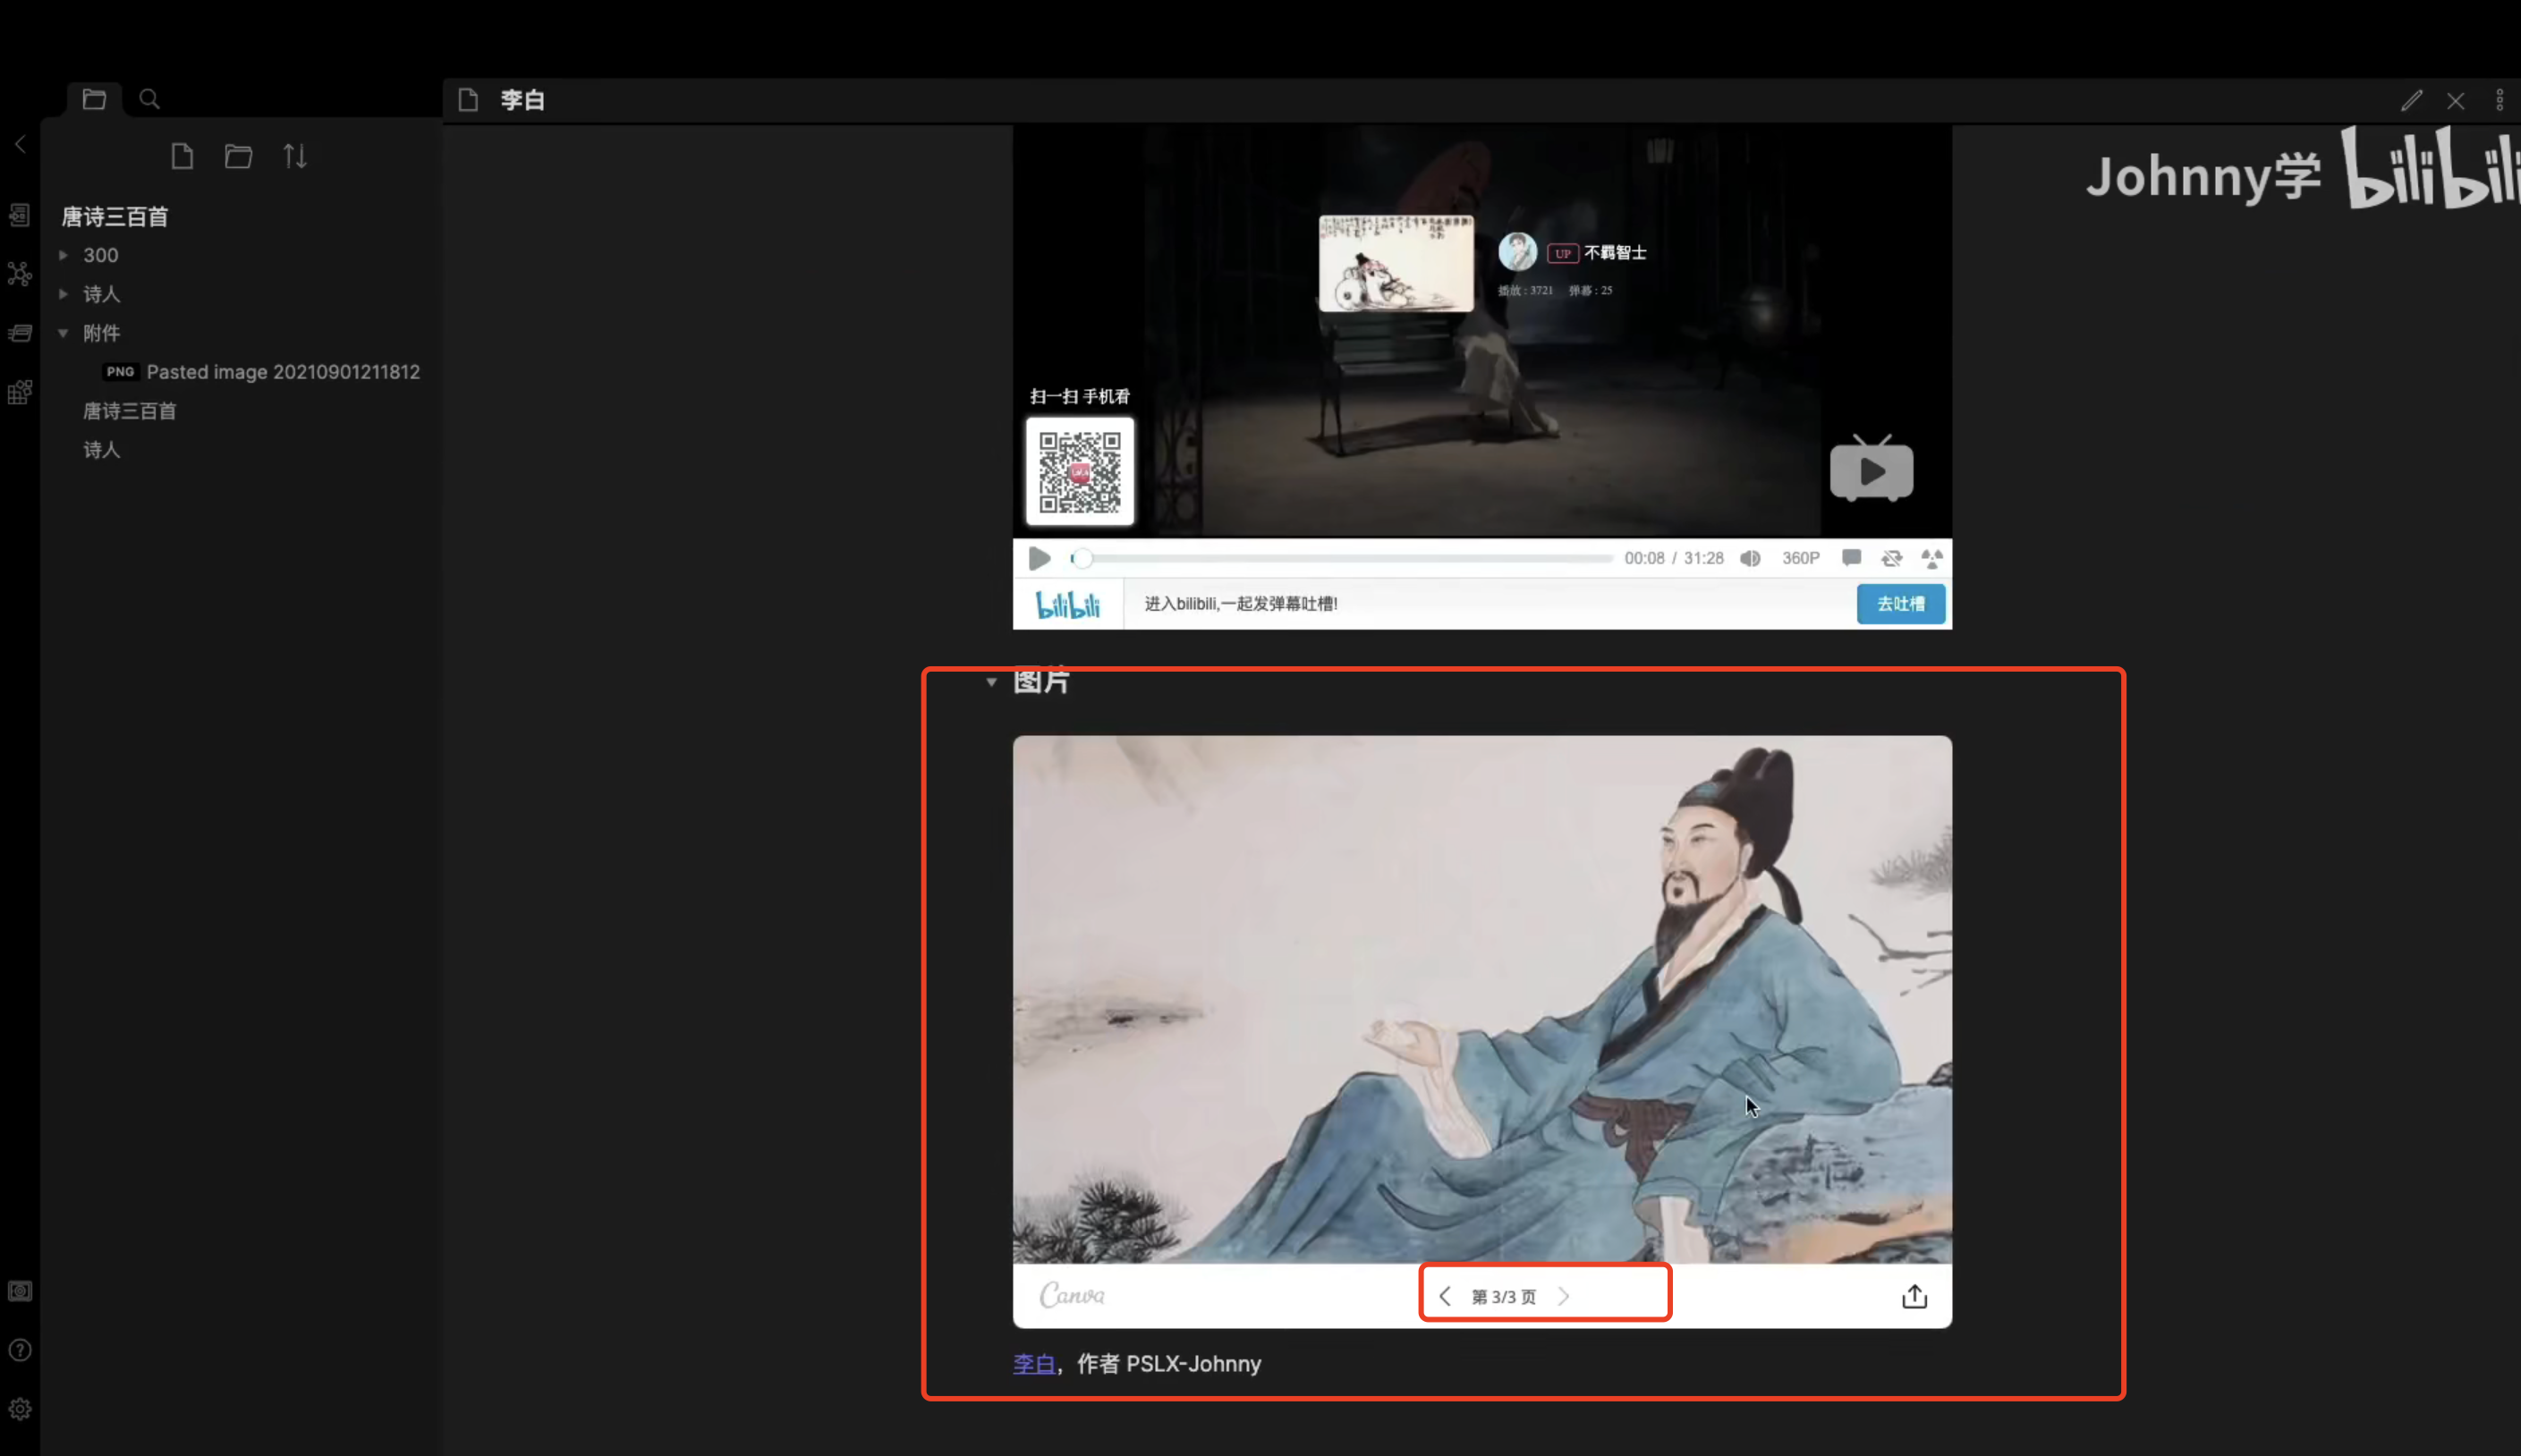 李白
Johnny学 bilibili
唐诗三百首
300
诗人
附件
PNG Pasted image 20210901211812
唐诗三百首
诗人
UP 不羁智士
播放 : 3721 弹幕 : 25
扫一扫 手机看
00:08 / 31:28 360P
bilibili 进入bilibili,一起发弹幕吐槽! 去吐槽
图片
Canva 第 3/3 页
李白，作者 PSLX-Johnny